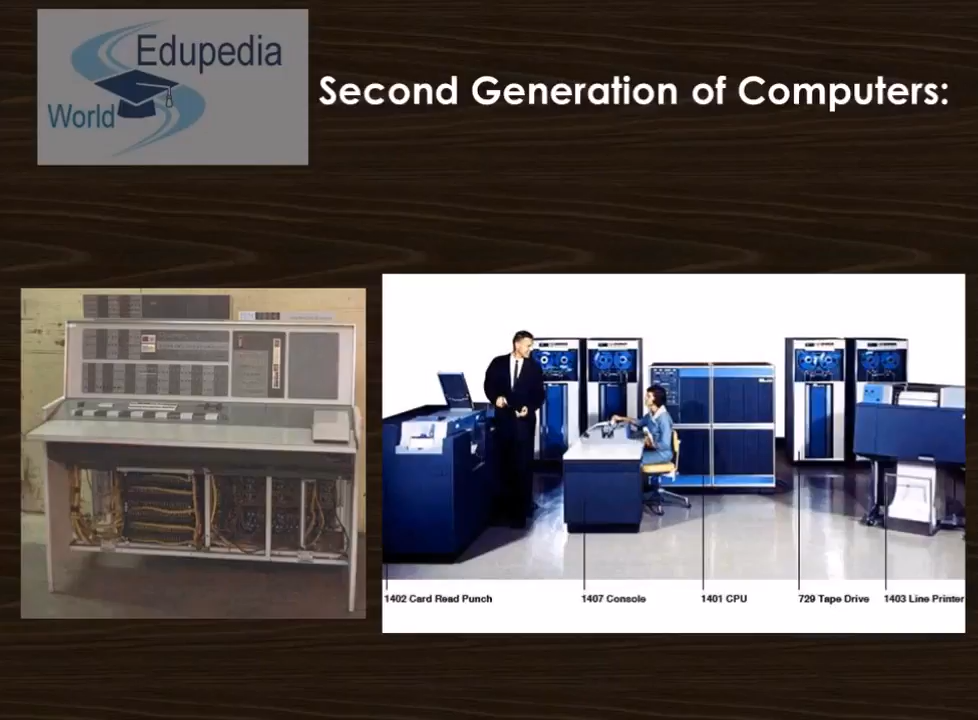 Edupedia
World
Second Generation of Computers:
1402 Card Read Punch
1407 Console
1401 CPU
729 Tape Drive
1403 Line Printer